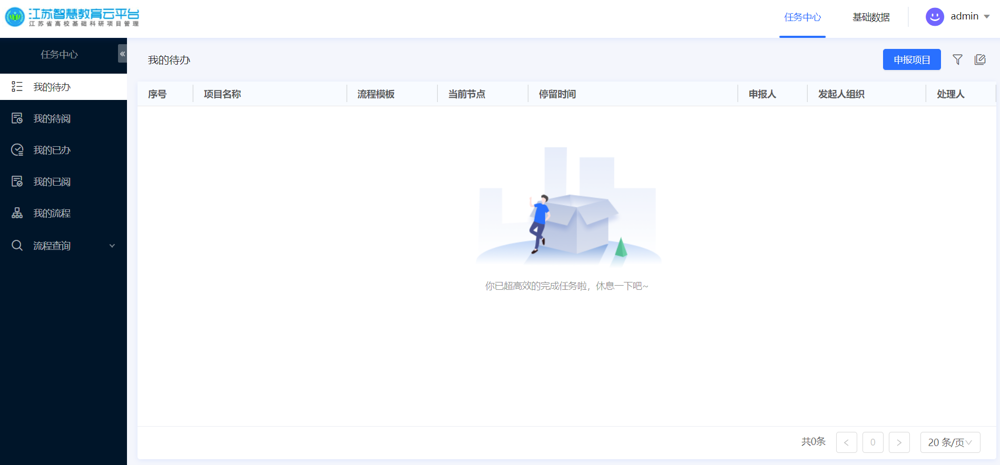 江苏智慧教育云平台
江苏省高校基础科研项目管理
任务中心
基础数据
admin
任务中心
«
我的待办
我的待阅
我的已办
我的已阅
我的流程
流程查询
我的待办
申报项目
序号
项目名称
流程模板
当前节点
停留时间
申报人
发起人组织
处理人
你已超高效的完成任务啦，休息一下吧~
共0条
<
0
>
20 条/页